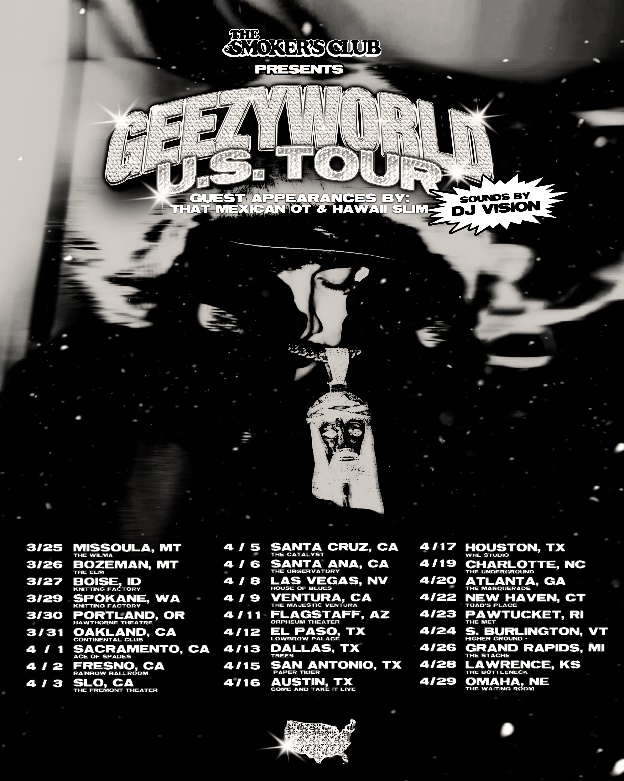 THE
SMOKER'S CLUB
PRESENTS
GEEZYWORLD
U.S. TOUR
GUEST APPEARANCES BY:
THAT MEXICAN OT & HAWAII SLIM
SOUNDS BY
DJ VISION
3/25 MISSOULA, MT
THE WILMA
3/26 BOZEMAN, MT
THE ELM
3/27 BOISE, ID
KNITTING FACTORY
3/29 SPOKANE, WA
KNITTING FACTORY
3/30 PORTLAND, OR
HAWTHORNE THEATRE
3/31 OAKLAND, CA
CONTINENTAL CLUB
4/1 SACRAMENTO, CA
ACE OF SPADES
4/2 FRESNO, CA
RAINBOW BALLROOM
4/3 SLO, CA
THE FREMONT THEATER
4/5 SANTA CRUZ, CA
THE CATALYST
4/6 SANTA ANA, CA
THE OBSERVATORY
4/8 LAS VEGAS, NV
HOUSE OF BLUES
4/9 VENTURA, CA
THE MAJESTIC VENTURA
4/11 FLAGSTAFF, AZ
ORPHEUM THEATER
4/12 EL PASO, TX
LOWBROW PALACE
4/13 DALLAS, TX
TREES
4/15 SAN ANTONIO, TX
PAPER TIGER
4/16 AUSTIN, TX
COME AND TAKE IT LIVE
4/17 HOUSTON, TX
STUDIO
4/19 CHARLOTTE, NC
THE UNDERGROUND
4/20 ATLANTA, GA
THE MASQUERADE
4/22 NEW HAVEN, CT
TOAD'S PLACE
4/23 PAWTUCKET, RI
THE MET
4/24 S. BURLINGTON, VT
HIGHER GROUND
4/26 GRAND RAPIDS, MI
THE STACHE
4/28 LAWRENCE, KS
THE BOTTLENECK
4/29 OMAHA, NE
THE WAITING ROOM